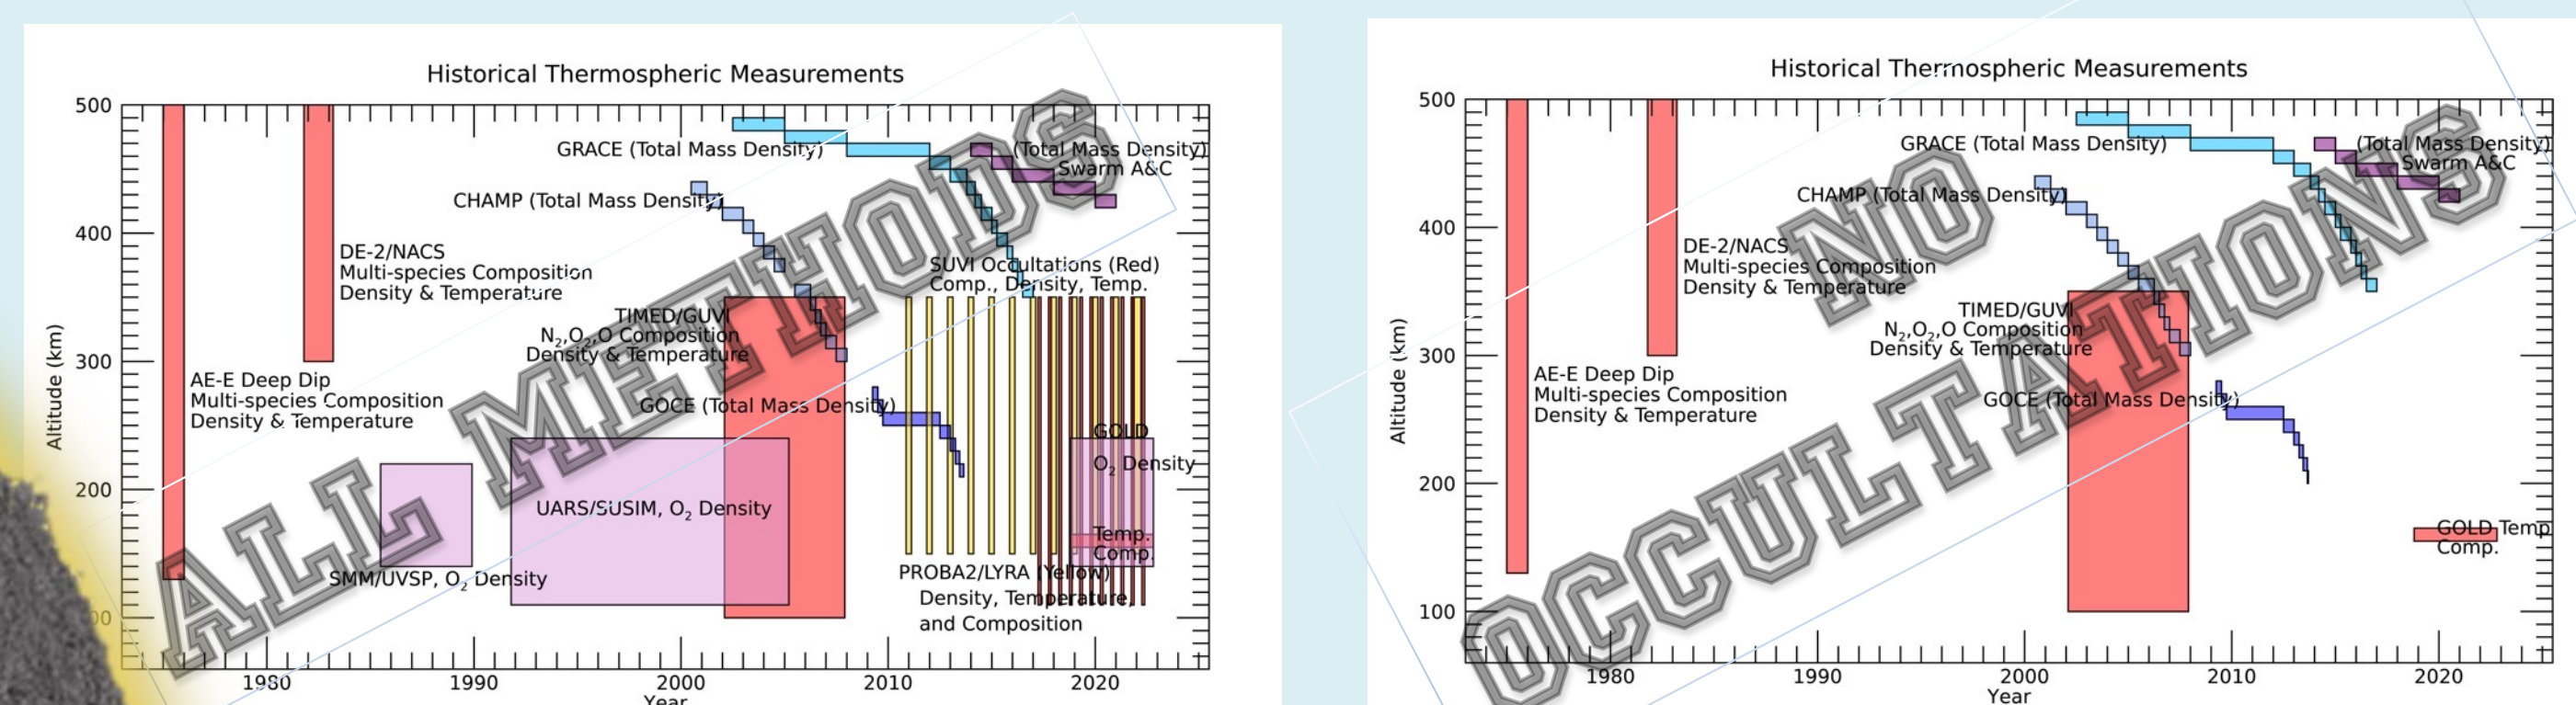 Historical Thermospheric Measurements
500
400
300
200
00
Altitude (km)
1980
1990
2000
2010
2020
Year
GRACE (Total Mass Density)
(Total Mass Density)
Swarm A&C
CHAMP (Total Mass Density)
DE-2/NACS
Multi-species Composition
Density & Temperature
SUVI Occultations (Red)
Comp., Density, Temp.
TIMED/GUVI
N₂,O₂,O Composition
Density & Temperature
AE-E Deep Dip
Multi-species Composition
Density & Temperature
GOCE (Total Mass Density)
GOLD
O₂ Density
UARS/SUSIM, O₂ Density
Temp.
Comp.
SMM/UVSP, O₂ Density
PROBA2/LYRA (Yellow)
Density, Temperature,
and Composition
ALL METHODS
Historical Thermospheric Measurements
500
400
300
200
100
Altitude (km)
1980
1990
2000
2010
2020
Year
GRACE (Total Mass Density)
(Total Mass Density)
Swarm A&C
CHAMP (Total Mass Density)
DE-2/NACS
Multi-species Composition
Density & Temperature
TIMED/GUVI
N₂,O₂,O Composition
Density & Temperature
AE-E Deep Dip
Multi-species Composition
Density & Temperature
GOCE (Total Mass Density)
GOLD Temp.
Comp.
NO
OCCULTATIONS